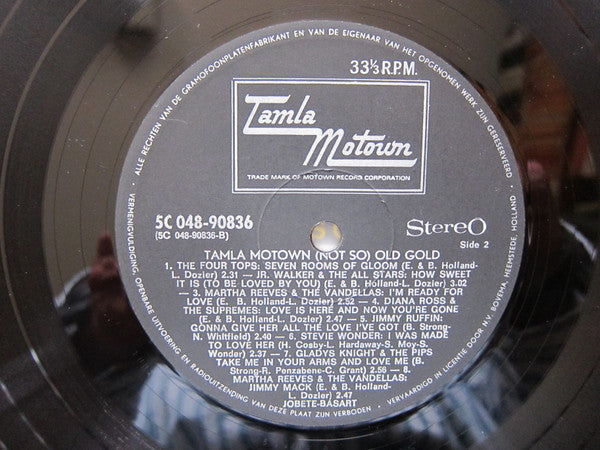 ALLE RECHTEN VAN DE GRAMOFOONPLATENFABRIKANT EN VAN DE EIGENAAR VAN HET OPGENOMEN WERK ZIJN GERESERVEERD
33⅓ R.P.M.
Tamla
Motown
TRADE MARK OF MOTOWN RECORD CORPORATION
5C 048-90836
(5C 048-90836-B)
StereO
Side 2
TAMLA MOTOWN (NOT SO) OLD GOLD
1. THE FOUR TOPS: SEVEN ROOMS OF GLOOM (E. & B. Holland-
L. Dozier) 2.31 — JR. WALKER & THE ALL STARS: HOW SWEET
IT IS (TO BE LOVED BY YOU) (E. & B. Holland-L. Dozier) 3.02
— 3. MARTHA REEVES & THE VANDELLAS: I'M READY FOR
LOVE (E. & B. Holland-L. Dozier) 2.52 — 4. DIANA ROSS &
THE SUPREMES: LOVE IS HERE AND NOW YOU'RE GONE
(E. & B. Holland-L. Dozier) 2.47 — 5. JIMMY RUFFIN:
GONNA GIVE HER ALL THE LOVE I'VE GOT (B. Strong-
N. Whitfield) 2.40 — 6. STEVIE WONDER: I WAS MADE
TO LOVE HER (H. Cosby-L. Hardaway-S. Moy-S.
Wonder) 2.37 — 7. GLADYS KNIGHT & THE PIPS
TAKE ME IN YOUR ARMS AND LOVE ME (B.
Strong-R. Penzabene-C. Grant) 2.56 — 8.
MARTHA REEVES & THE VANDELLAS:
JIMMY MACK (E. & B. Holland-
L. Dozier) 2.47
JOBETE-BASART
VERMENIGVULDIGING, OPENBARE UITVOERING EN RADIOUITZENDING VAN DEZE PLAAT ZIJN VERBODEN
VERVAARDIGD IN LICENTIE DOOR N.V. BOVEMA, HEEMSTEDE, HOLLAND